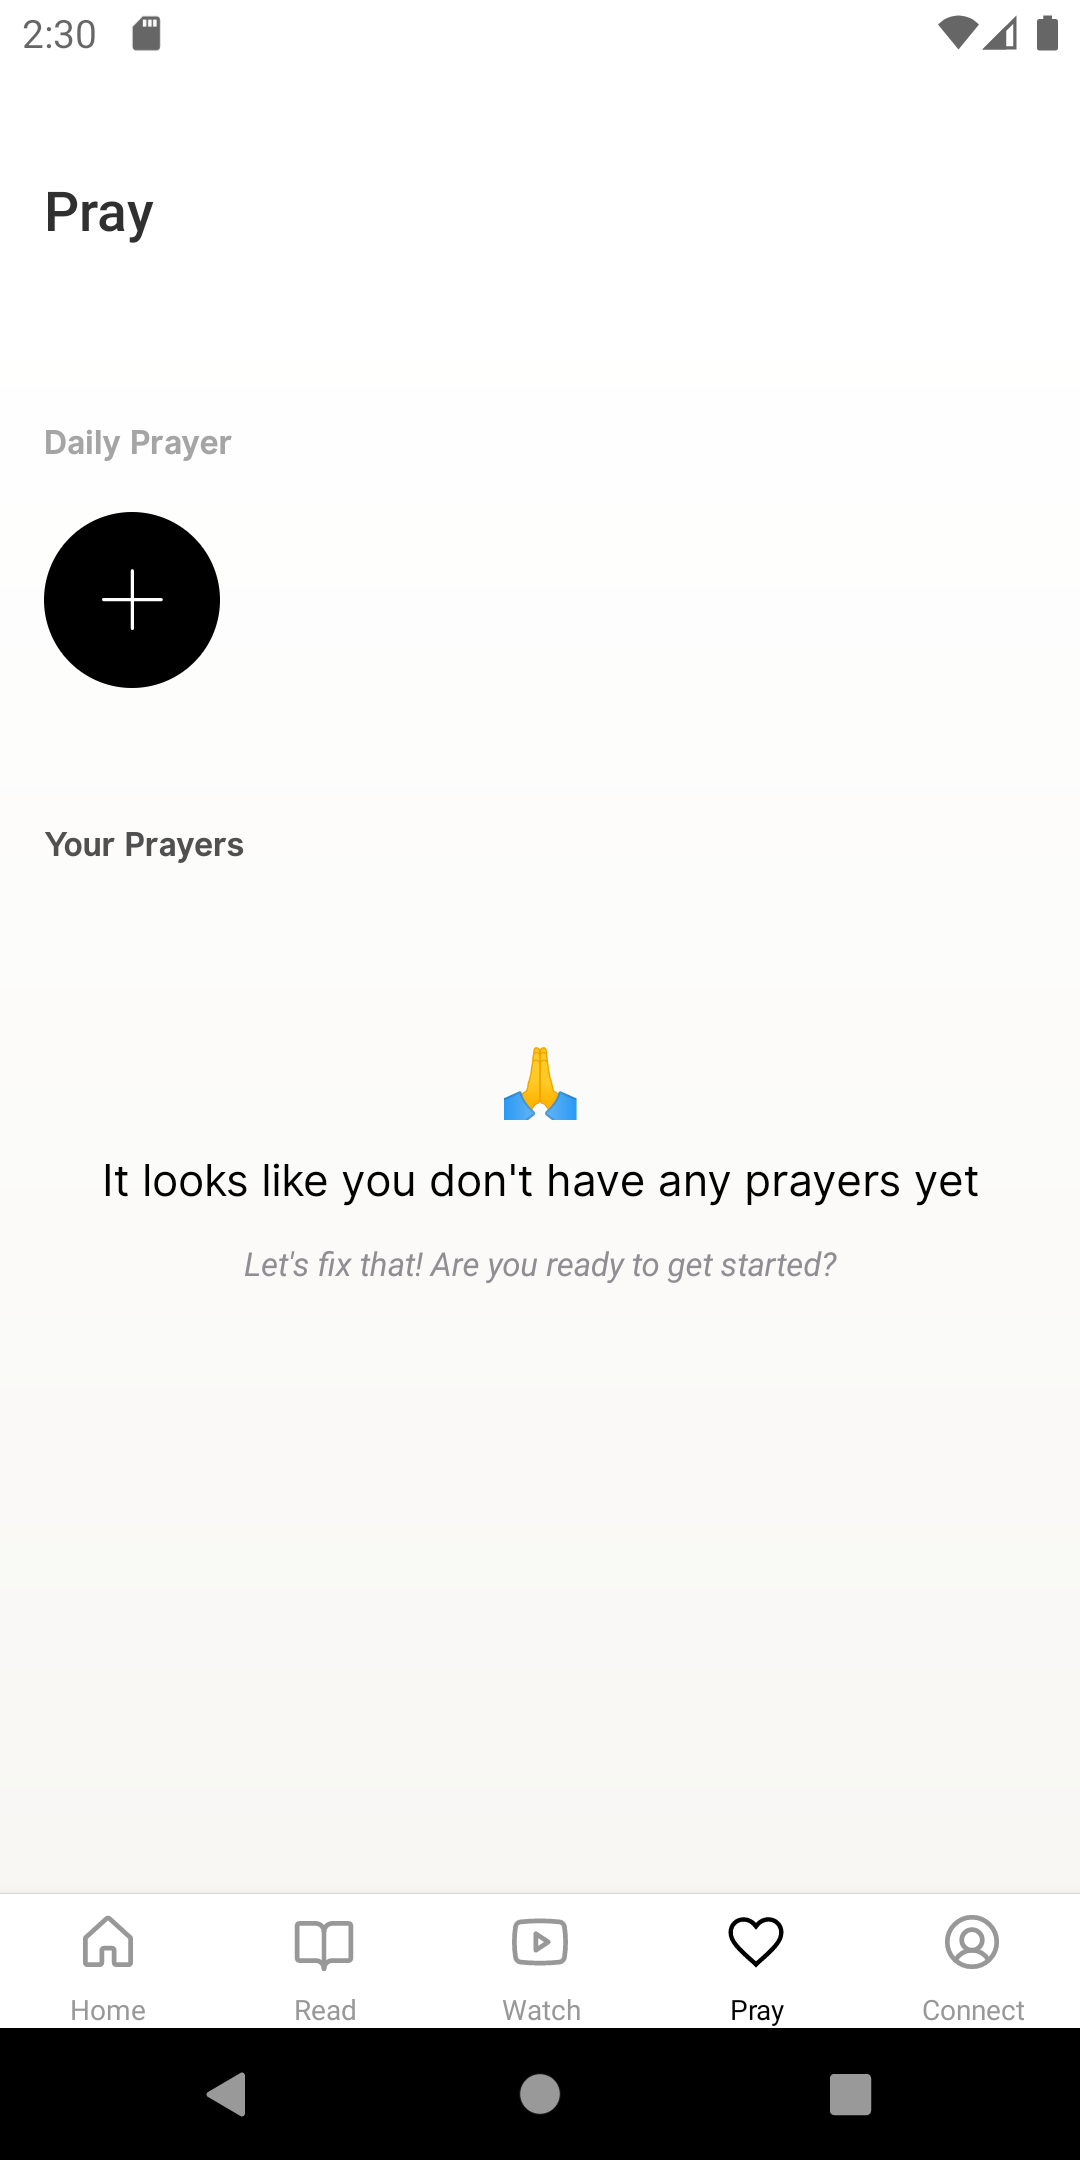 2:30
Pray
Daily Prayer
Your Prayers
It looks like you don't have any prayers yet
Let's fix that! Are you ready to get started?
Home
Read
Watch
Pray
Connect